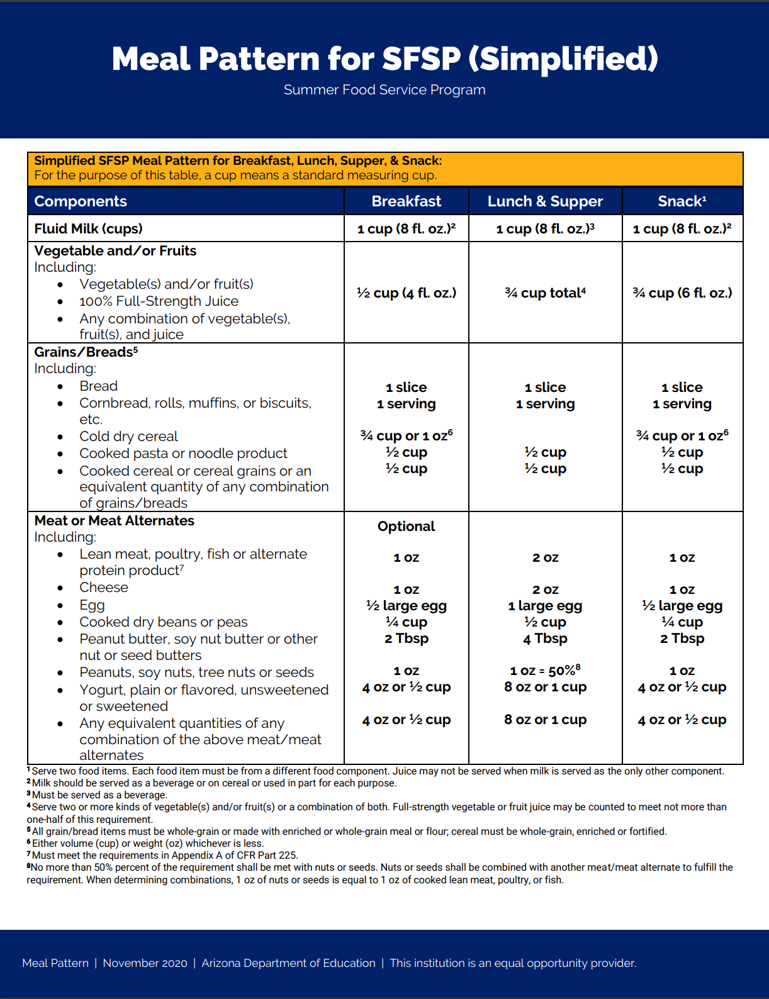 Meal Pattern for SFSP (Simplified)
Summer Food Service Program
Simplified SFSP Meal Pattern for Breakfast, Lunch, Supper, & Snack:
For the purpose of this table, a cup means a standard measuring cup.
Components Breakfast Lunch & Supper Snack¹
Fluid Milk (cups) 1 cup (8 fl. oz.)² 1 cup (8 fl. oz.)³ 1 cup (8 fl. oz.)²
Vegetable and/or Fruits
Including:
• Vegetable(s) and/or fruit(s)
½ cup (4 fl. oz.) ¾ cup total⁴ ¾ cup (6 fl. oz.)
• 100% Full-Strength Juice
• Any combination of vegetable(s),
fruit(s), and juice
Grains/Breads⁵
Including:
• Bread 1 slice 1 slice 1 slice
• Cornbread, rolls, muffins, or biscuits, 1 serving 1 serving 1 serving
etc.
• Cold dry cereal ¾ cup or 1 oz⁶ ¾ cup or 1 oz⁶
• Cooked pasta or noodle product ½ cup ½ cup ½ cup
• Cooked cereal or cereal grains or an ½ cup ½ cup ½ cup
equivalent quantity of any combination
of grains/breads
Meat or Meat Alternates Optional
Including:
• Lean meat, poultry, fish or alternate 1 oz 2 oz 1 oz
protein product⁷
• Cheese 1 oz 2 oz 1 oz
• Egg ½ large egg 1 large egg ½ large egg
• Cooked dry beans or peas ¼ cup ½ cup ¼ cup
• Peanut butter, soy nut butter or other 2 Tbsp 4 Tbsp 2 Tbsp
nut or seed butters
• Peanuts, soy nuts, tree nuts or seeds 1 oz 1 oz = 50%⁸ 1 oz
• Yogurt, plain or flavored, unsweetened 4 oz or ½ cup 8 oz or 1 cup 4 oz or ½ cup
or sweetened
• Any equivalent quantities of any 4 oz or ½ cup 8 oz or 1 cup 4 oz or ½ cup
combination of the above meat/meat
alternates
¹ Serve two food items. Each food item must be from a different food component. Juice may not be served when milk is served as the only other component.
² Milk should be served as a beverage or on cereal or used in part for each purpose.
³ Must be served as a beverage.
⁴ Serve two or more kinds of vegetable(s) and/or fruit(s) or a combination of both. Full-strength vegetable or fruit juice may be counted to meet not more than
one-half of this requirement.
⁵ All grain/bread items must be whole-grain or made with enriched or whole-grain meal or flour; cereal must be whole-grain, enriched or fortified.
⁶ Either volume (cup) or weight (oz) whichever is less.
⁷ Must meet the requirements in Appendix A of CFR Part 225.
⁸No more than 50% percent of the requirement shall be met with nuts or seeds. Nuts or seeds shall be combined with another meat/meat alternate to fulfill the
requirement. When determining combinations, 1 oz of nuts or seeds is equal to 1 oz of cooked lean meat, poultry, or fish.
Meal Pattern | November 2020 | Arizona Department of Education | This institution is an equal opportunity provider.